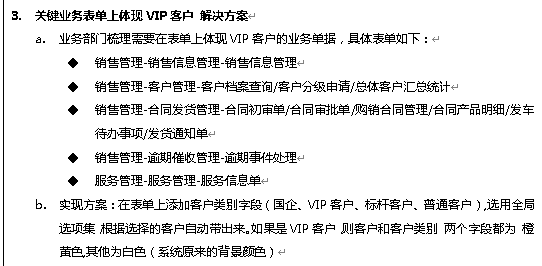 3. 关键业务表单上体现 VIP 客户 解决方案
a. 业务部门梳理需要在表单上体现 VIP 客户的业务单据，具体表单如下：
◆ 销售管理-销售信息管理-销售信息管理
◆ 销售管理-客户管理-客户档案查询/客户分级申请/总体客户汇总统计
◆ 销售管理-合同发货管理-合同初审单/合同审批单/购销合同管理/合同产品明细/发车
待办事项/发货通知单
◆ 销售管理-逾期催收管理-逾期事件处理
◆ 服务管理-服务管理-服务信息单
b. 实现方案：在表单上添加客户类别字段（国企、VIP 客户、标杆客户、普通客户）,选用全局
选项集 根据选择的客户自动带出来。如果是 VIP 客户 则客户和客户类别 两个字段都为 橙
黄色,其他为白色（系统原来的背景颜色）